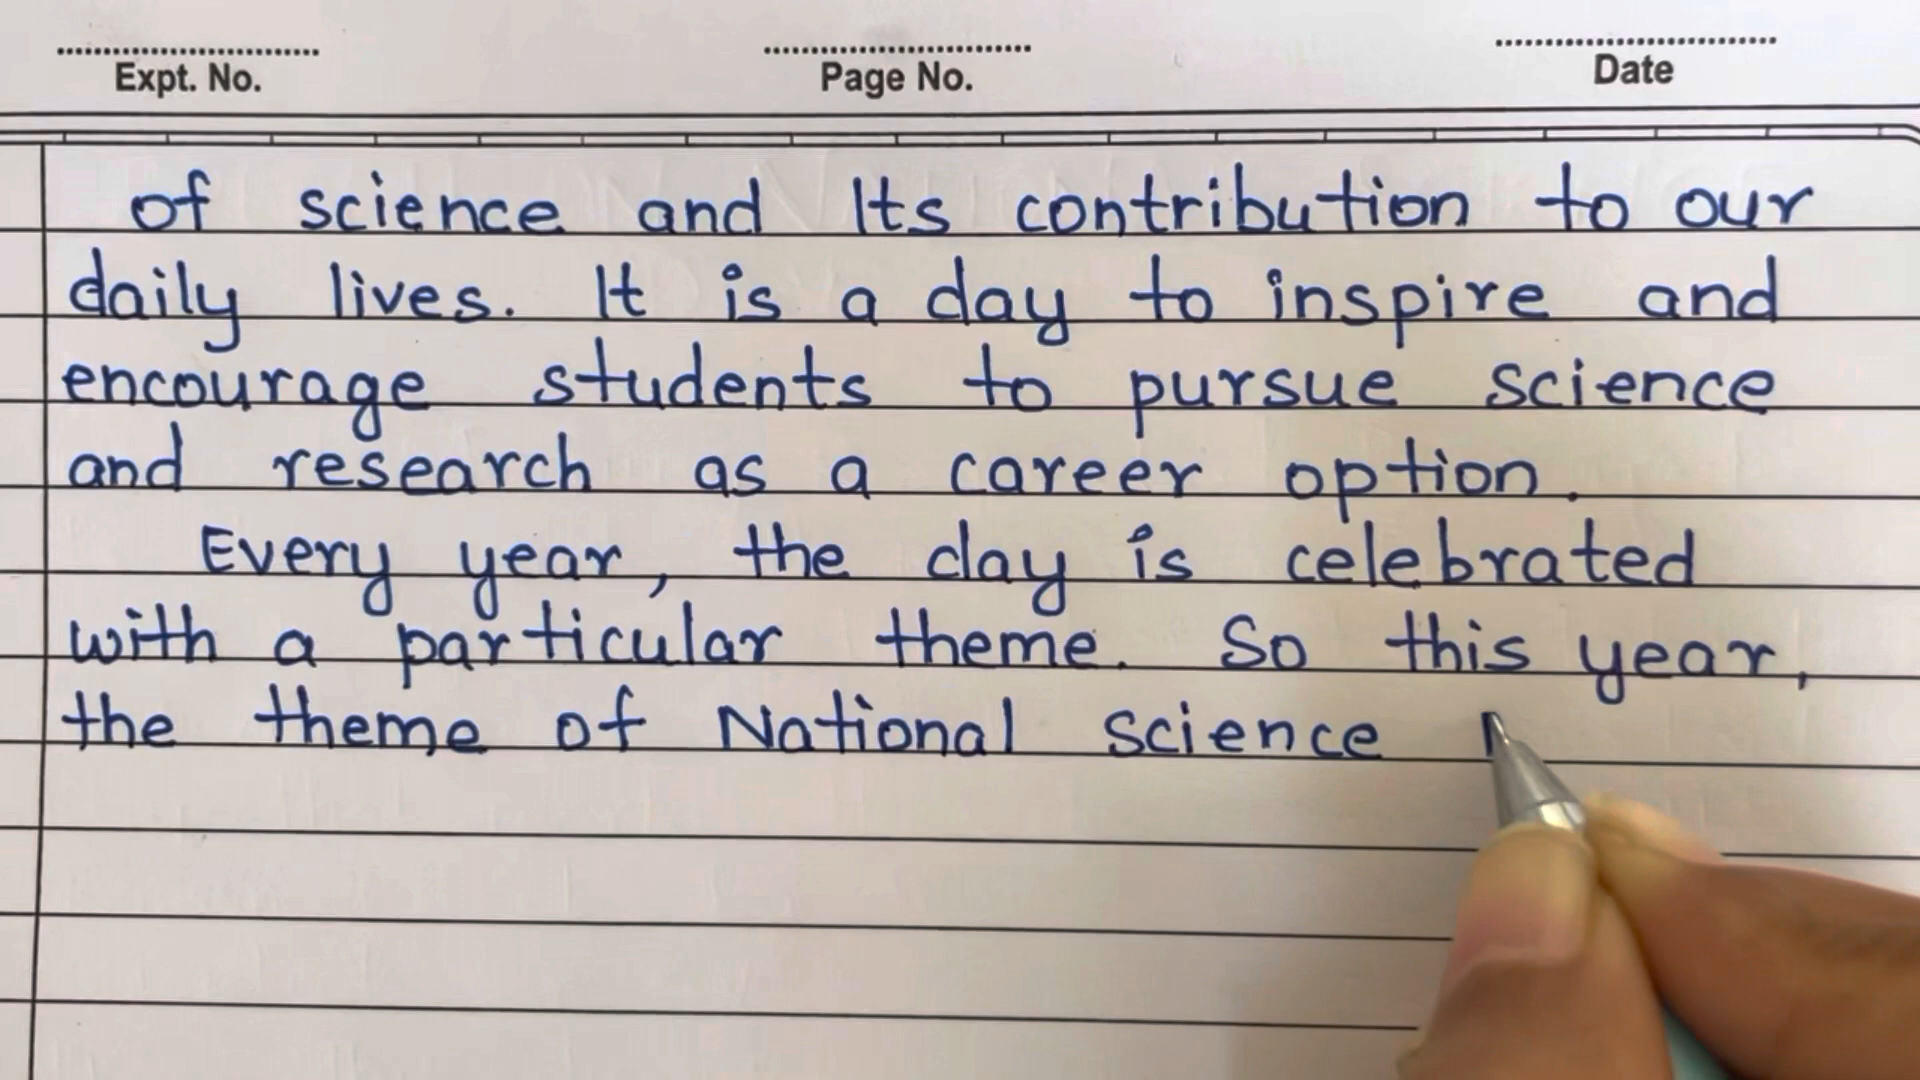 Expt. No. Page No. Date
of science and Its contribution to our
daily lives. It is a day to inspire and
encourage students to pursue science
and research as a career option.
Every year, the day is celebrated
with a particular theme. So this year,
the theme of National Science